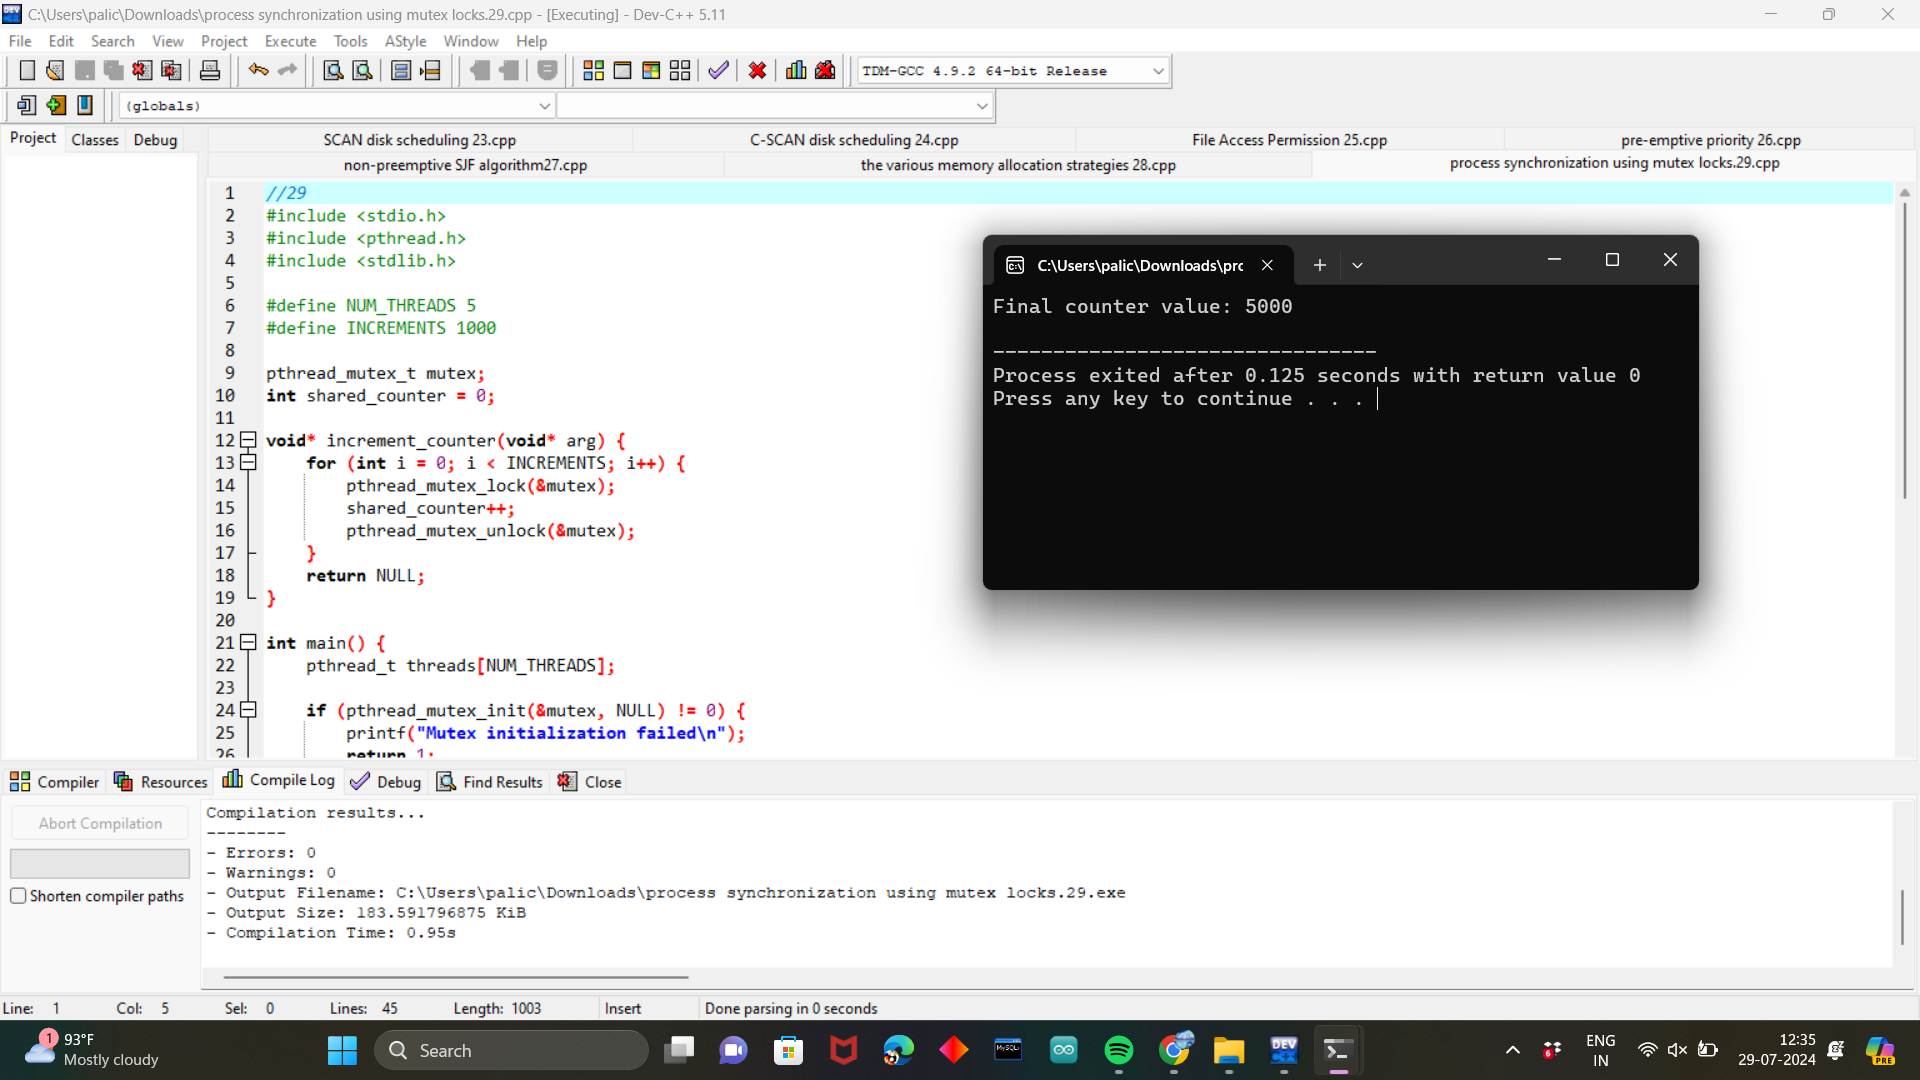 C:\Users\palic\Downloads\process synchronization using mutex locks.29.cpp - [Executing] - Dev-C++ 5.11
File Edit Search View Project Execute Tools AStyle Window Help
TDM-GCC 4.9.2 64-bit Release
(globals)
Project Classes Debug
SCAN disk scheduling 23.cpp C-SCAN disk scheduling 24.cpp File Access Permission 25.cpp pre-emptive priority 26.cpp
non-preemptive SJF algorithm27.cpp the various memory allocation strategies 28.cpp process synchronization using mutex locks.29.cpp
1 //29
2 #include <stdio.h>
3 #include <pthread.h>
4 #include <stdlib.h>
5
6 #define NUM_THREADS 5
7 #define INCREMENTS 1000
8
9 pthread_mutex_t mutex;
10 int shared_counter = 0;
11
12 void* increment_counter(void* arg) {
13 for (int i = 0; i < INCREMENTS; i++) {
14 pthread_mutex_lock(&mutex);
15 shared_counter++;
16 pthread_mutex_unlock(&mutex);
17 }
18 return NULL;
19 }
20
21 int main() {
22 pthread_t threads[NUM_THREADS];
23
24 if (pthread_mutex_init(&mutex, NULL) != 0) {
25 printf("Mutex initialization failed\n");
26 return 1;
C:\Users\palic\Downloads\prc
Final counter value: 5000
--------------------------------
Process exited after 0.125 seconds with return value 0
Press any key to continue . . .
Compiler Resources Compile Log Debug Find Results Close
Abort Compilation
Shorten compiler paths
Compilation results...
--------
- Errors: 0
- Warnings: 0
- Output Filename: C:\Users\palic\Downloads\process synchronization using mutex locks.29.exe
- Output Size: 183.591796875 KiB
- Compilation Time: 0.95s
Line: 1 Col: 5 Sel: 0 Lines: 45 Length: 1003 Insert Done parsing in 0 seconds
1
93°F
Mostly cloudy
Search
MySQL
DEV
C++
6
ENG
IN
12:35
29-07-2024
PRE